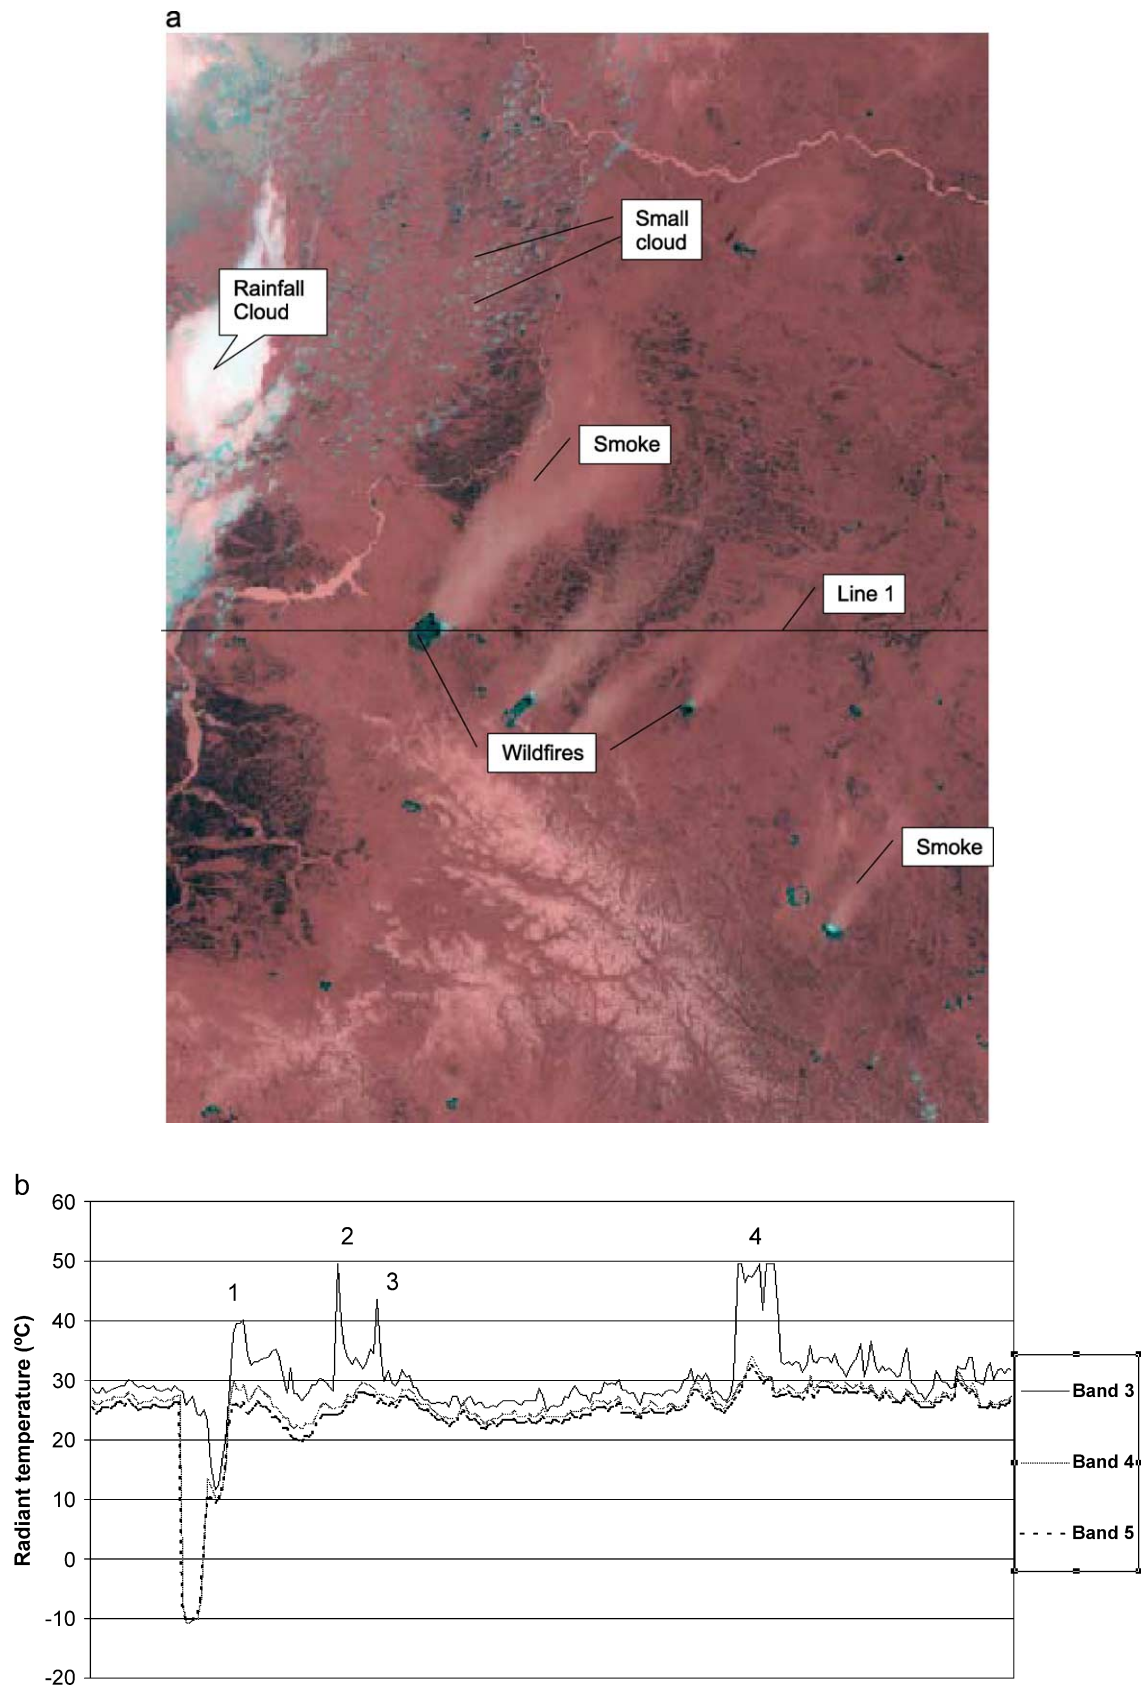 a
Small
cloud
Rainfall
Cloud
Smoke
Line 1
Wildfires
Smoke
b
60
50
40
30
20
10
0
-10
-20
Radiant temperature (ºC)
1
2
3
4
Band 3
Band 4
Band 5